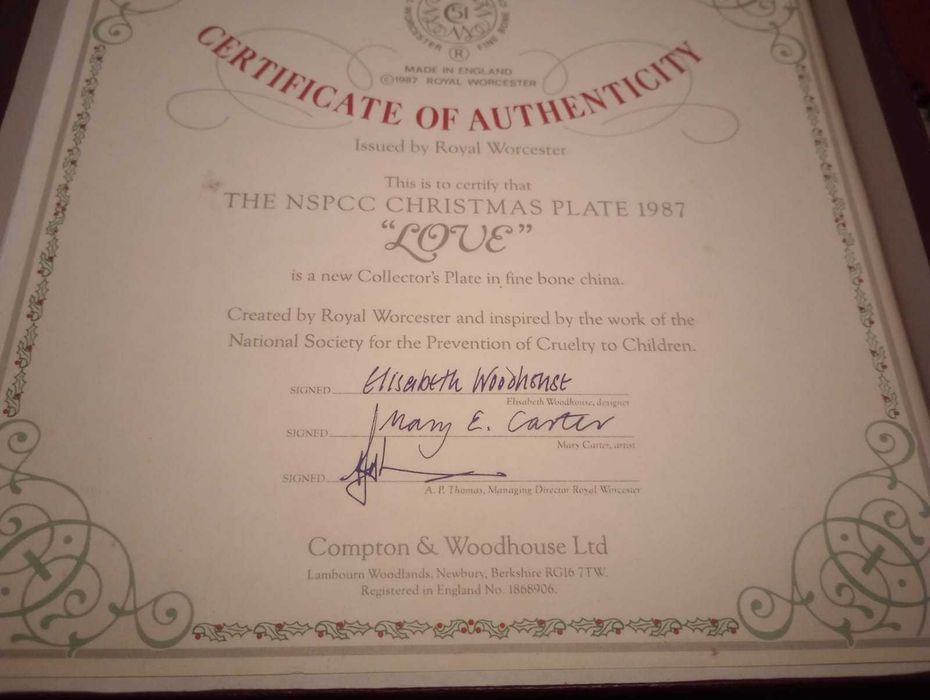 51
WORCESTER ® FINE BONE
MADE IN ENGLAND
©1987 ROYAL WORCESTER
CERTIFICATE OF AUTHENTICITY
Issued by Royal Worcester
This is to certify that
THE NSPCC CHRISTMAS PLATE 1987
“LOVE”
is a new Collector's Plate in fine bone china.
Created by Royal Worcester and inspired by the work of the
National Society for the Prevention of Cruelty to Children.
SIGNED Elisabeth Woodhouse
Elisabeth Woodhouse, designer
SIGNED Mary E. Carter
Mary Carter, artist
SIGNED
A. P. Thomas, Managing Director Royal Worcester
Compton & Woodhouse Ltd
Lambourn Woodlands, Newbury, Berkshire RG16 7TW.
Registered in England No. 1868906.